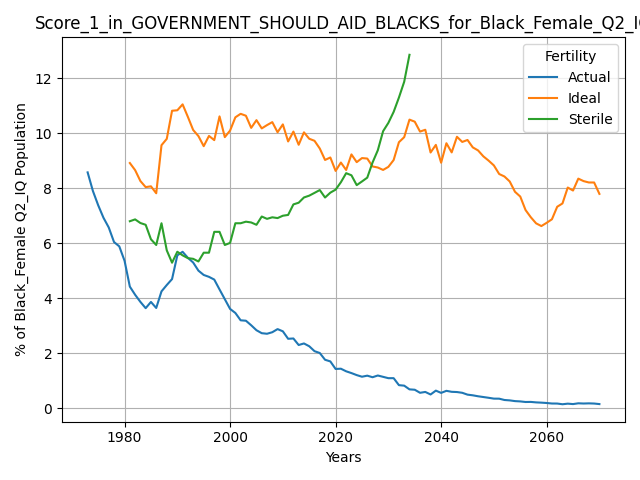 Score_1_in_GOVERNMENT_SHOULD_AID_BLACKS_for_Black_Female_Q2_I
Fertility
Actual
Ideal
Sterile
% of Black_Female Q2_IQ Population
12
10
8
6
4
2
0
1980 2000 2020 2040 2060
Years